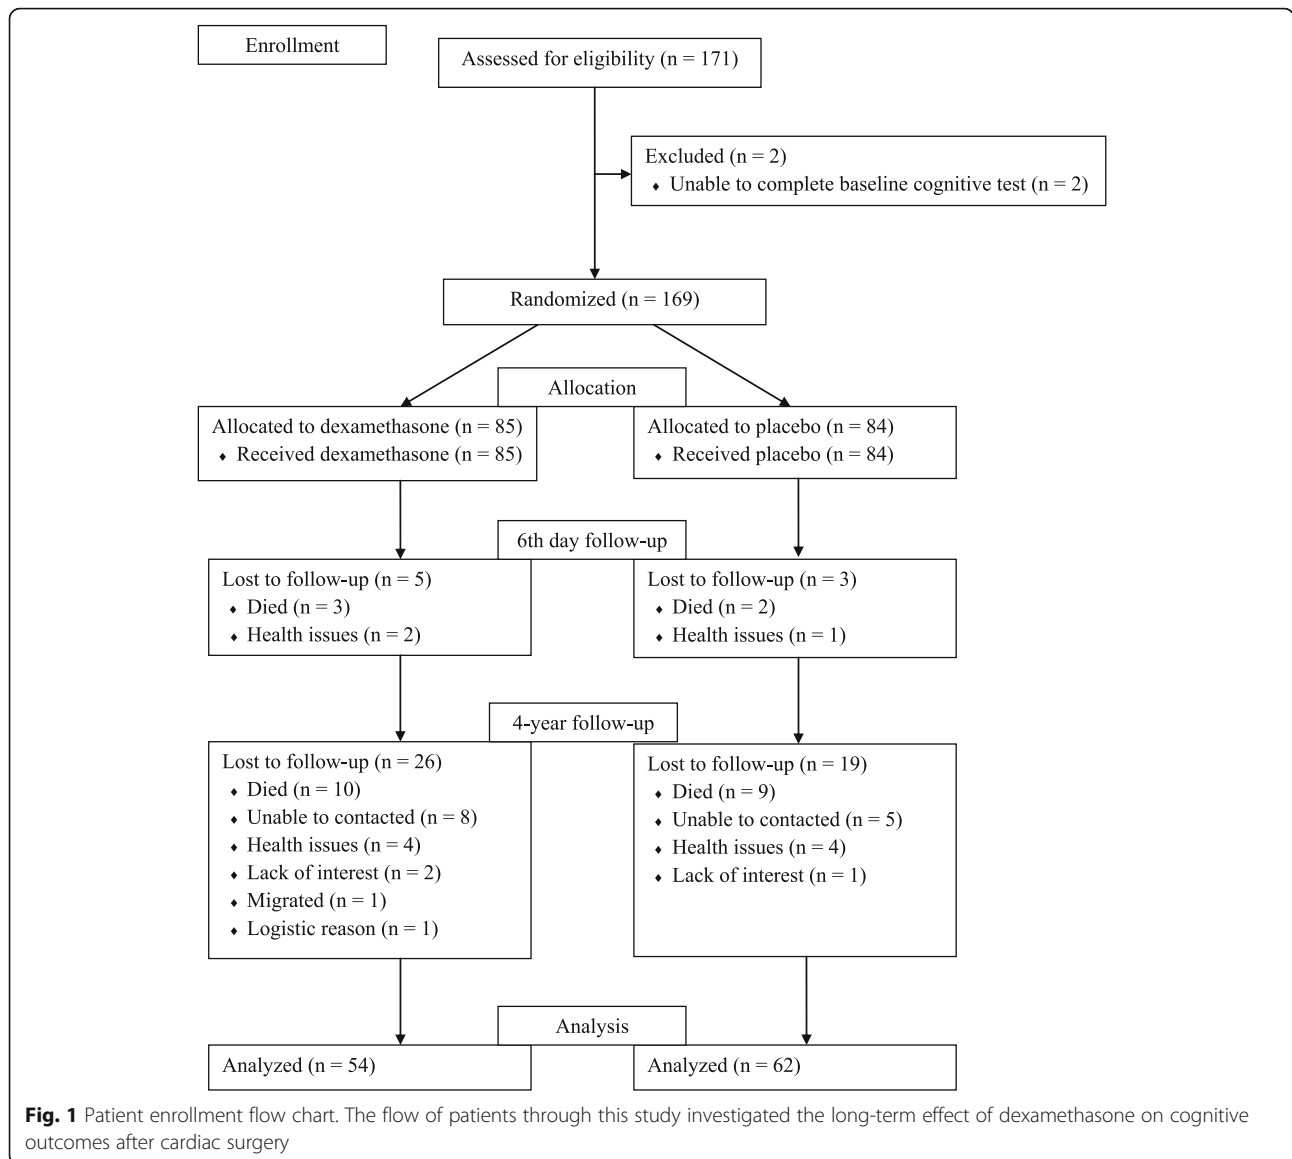 Enrollment
Assessed for eligibility (n = 171)
Excluded (n = 2)
♦ Unable to complete baseline cognitive test (n = 2)
Randomized (n = 169)
Allocation
Allocated to dexamethasone (n = 85)
♦ Received dexamethasone (n = 85)
Allocated to placebo (n = 84)
♦ Received placebo (n = 84)
6th day follow-up
Lost to follow-up (n = 5)
♦ Died (n = 3)
♦ Health issues (n = 2)
Lost to follow-up (n = 3)
♦ Died (n = 2)
♦ Health issues (n = 1)
4-year follow-up
Lost to follow-up (n = 26)
♦ Died (n = 10)
♦ Unable to contacted (n = 8)
♦ Health issues (n = 4)
♦ Lack of interest (n = 2)
♦ Migrated (n = 1)
♦ Logistic reason (n = 1)
Lost to follow-up (n = 19)
♦ Died (n = 9)
♦ Unable to contacted (n = 5)
♦ Health issues (n = 4)
♦ Lack of interest (n = 1)
Analysis
Analyzed (n = 54)
Analyzed (n = 62)
Fig. 1 Patient enrollment flow chart. The flow of patients through this study investigated the long-term effect of dexamethasone on cognitive
outcomes after cardiac surgery